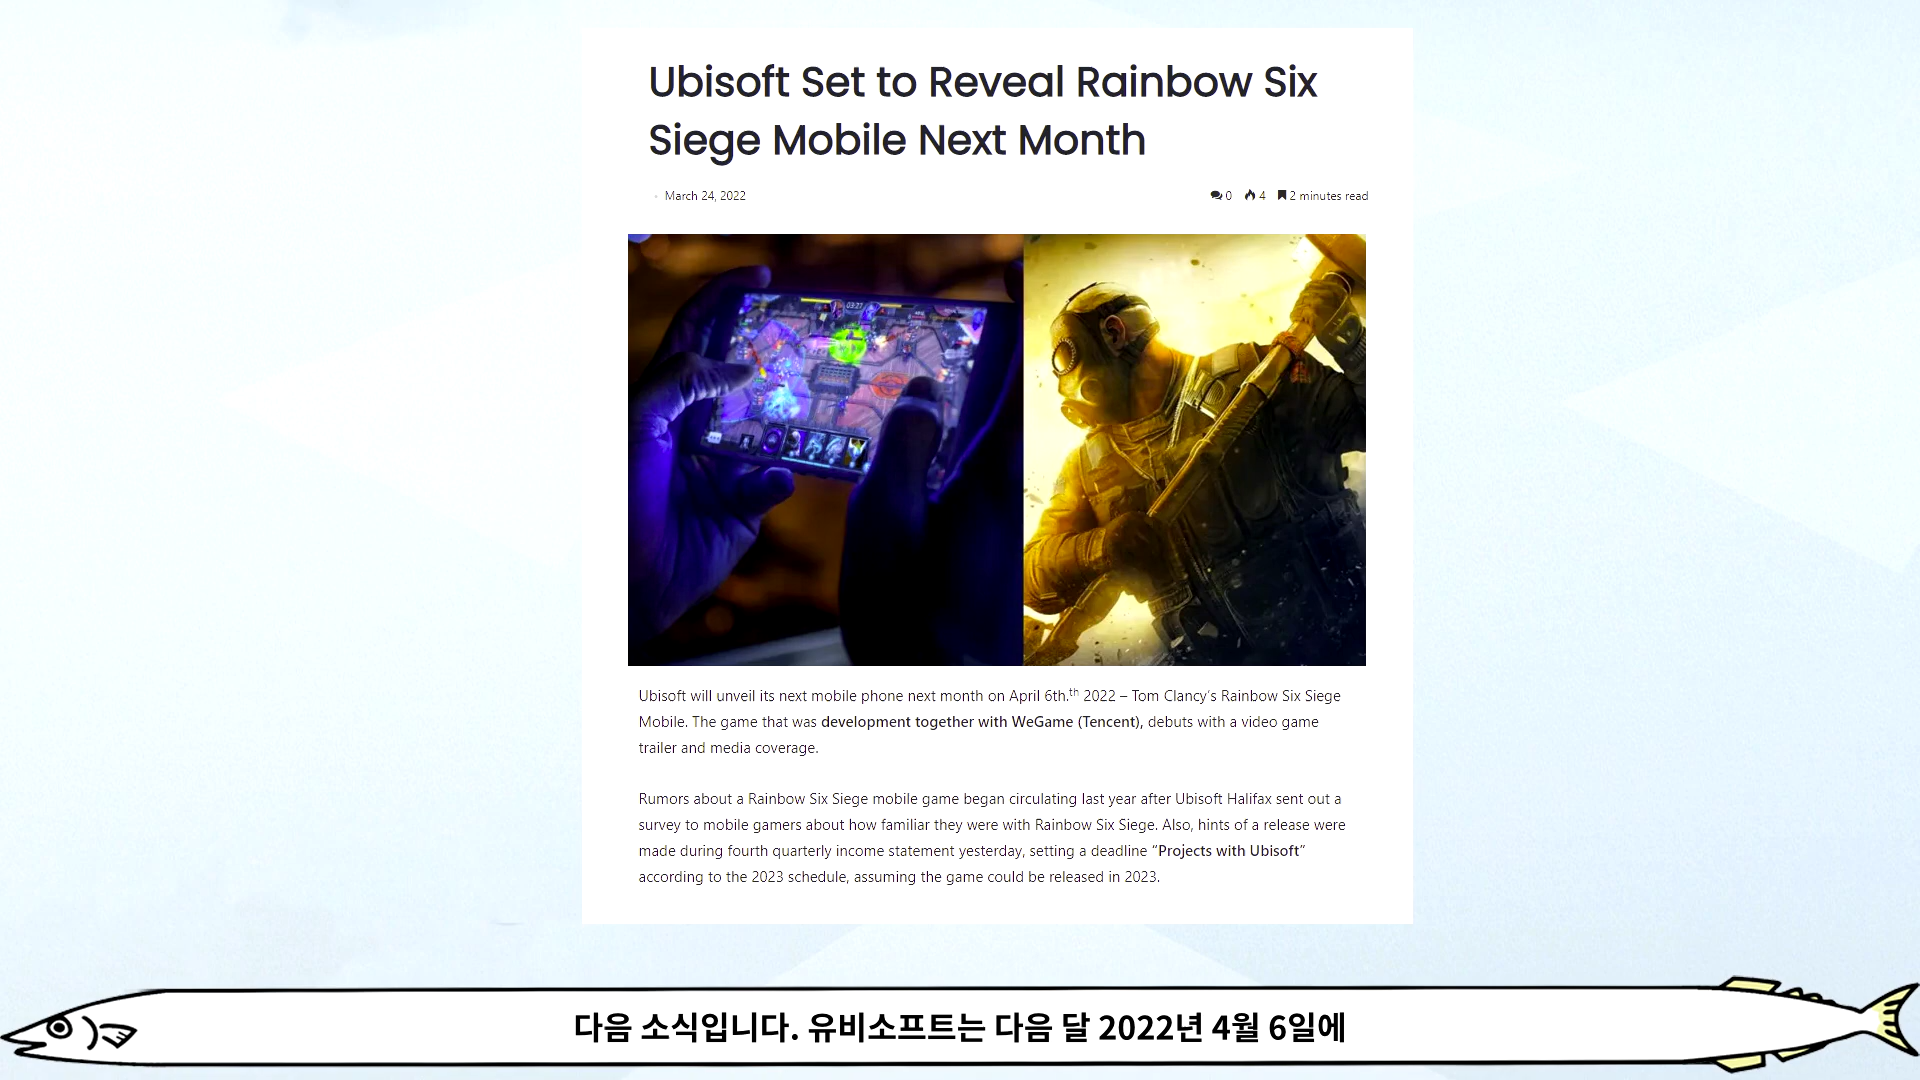 Ubisoft Set to Reveal Rainbow Six
Siege Mobile Next Month
March 24, 2022
0 4 2 minutes read
03:27
Ubisoft will unveil its next mobile phone next month on April 6th.th 2022 – Tom Clancy’s Rainbow Six Siege
Mobile. The game that was development together with WeGame (Tencent), debuts with a video game
trailer and media coverage.
Rumors about a Rainbow Six Siege mobile game began circulating last year after Ubisoft Halifax sent out a
survey to mobile gamers about how familiar they were with Rainbow Six Siege. Also, hints of a release were
made during fourth quarterly income statement yesterday, setting a deadline “Projects with Ubisoft”
according to the 2023 schedule, assuming the game could be released in 2023.
다음 소식입니다. 유비소프트는 다음 달 2022년 4월 6일에